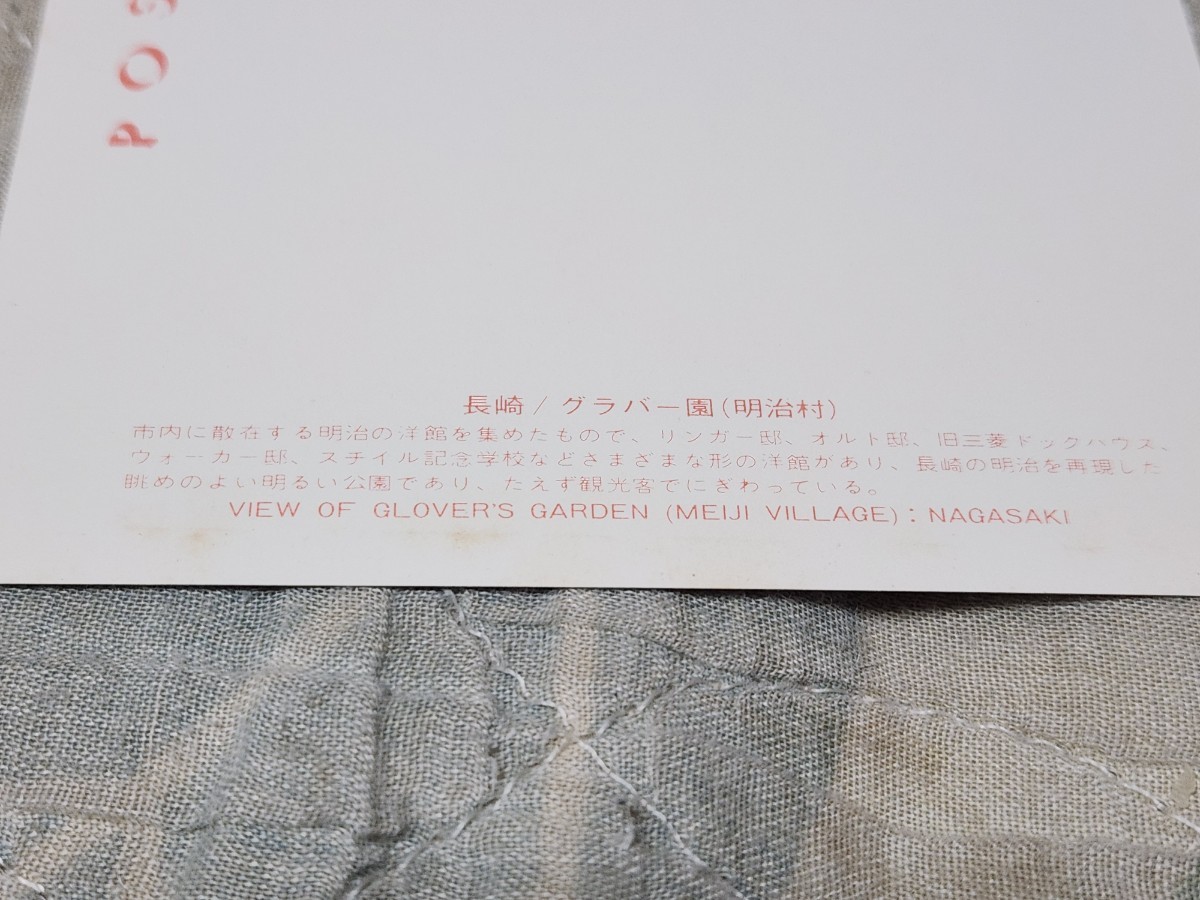 POS
長崎/グラバー園(明治村)
市内に散在する明治の洋館を集めたもので、リンガー邸、オルト邸、旧三菱ドックハウス、
ウォーカー邸、スチイル記念学校などさまざまな形の洋館があり、長崎の明治を再現した
眺めのよい明るい公園であり、たえず観光客でにぎわっている。
VIEW OF GLOVER'S GARDEN (MEIJI VILLAGE): NAGASAKI